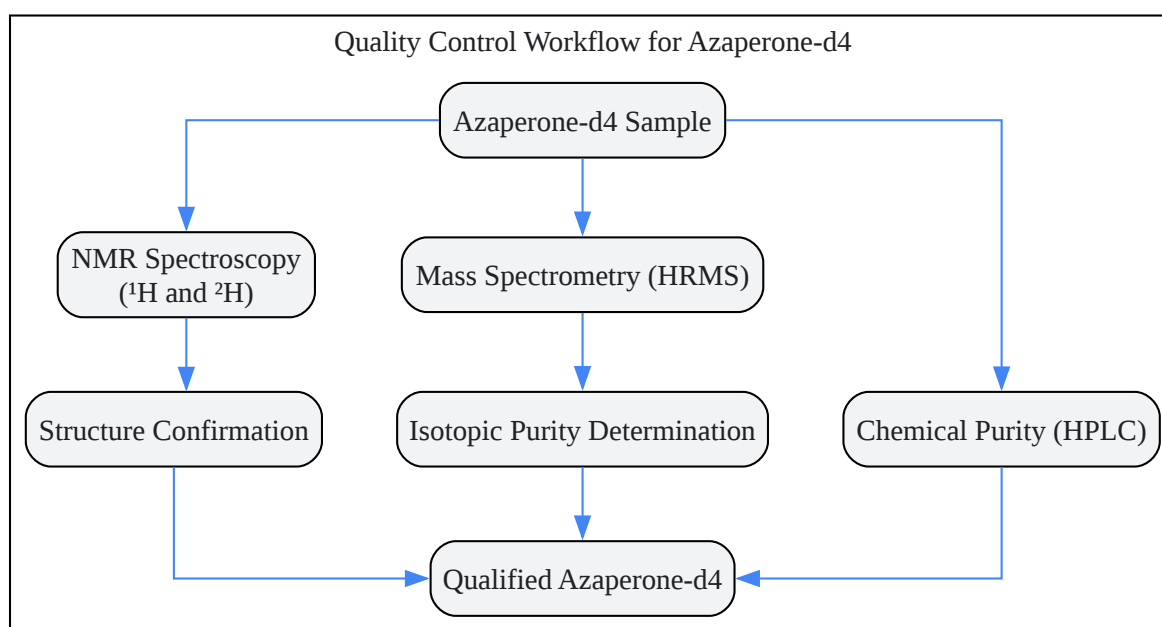 Quality Control Workflow for Azaperone-d4
Azaperone-d4 Sample
NMR Spectroscopy
(¹H and ²H)
Mass Spectrometry (HRMS)
Structure Confirmation
Isotopic Purity Determination
Chemical Purity (HPLC)
Qualified Azaperone-d4